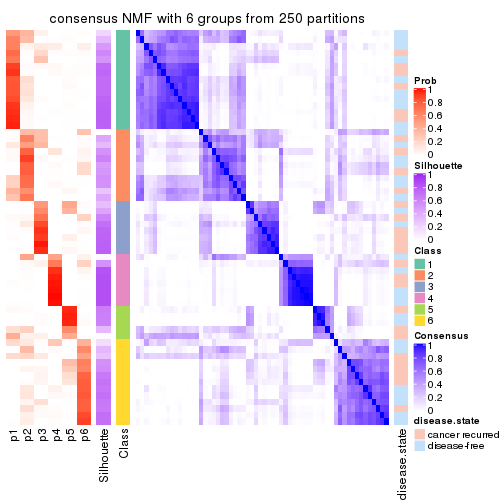 consensus NMF with 6 groups from 250 partitions
Prob
1
0.8
0.6
0.4
0.2
0
Silhouette
1
0.8
0.6
0.4
0.2
0
Class
1
2
3
4
5
6
Consensus
1
0.8
0.6
0.4
0.2
0
disease.state
cancer recurred
disease-free
p1
p2
p3
p4
p5
p6
Silhouette
Class
disease.state